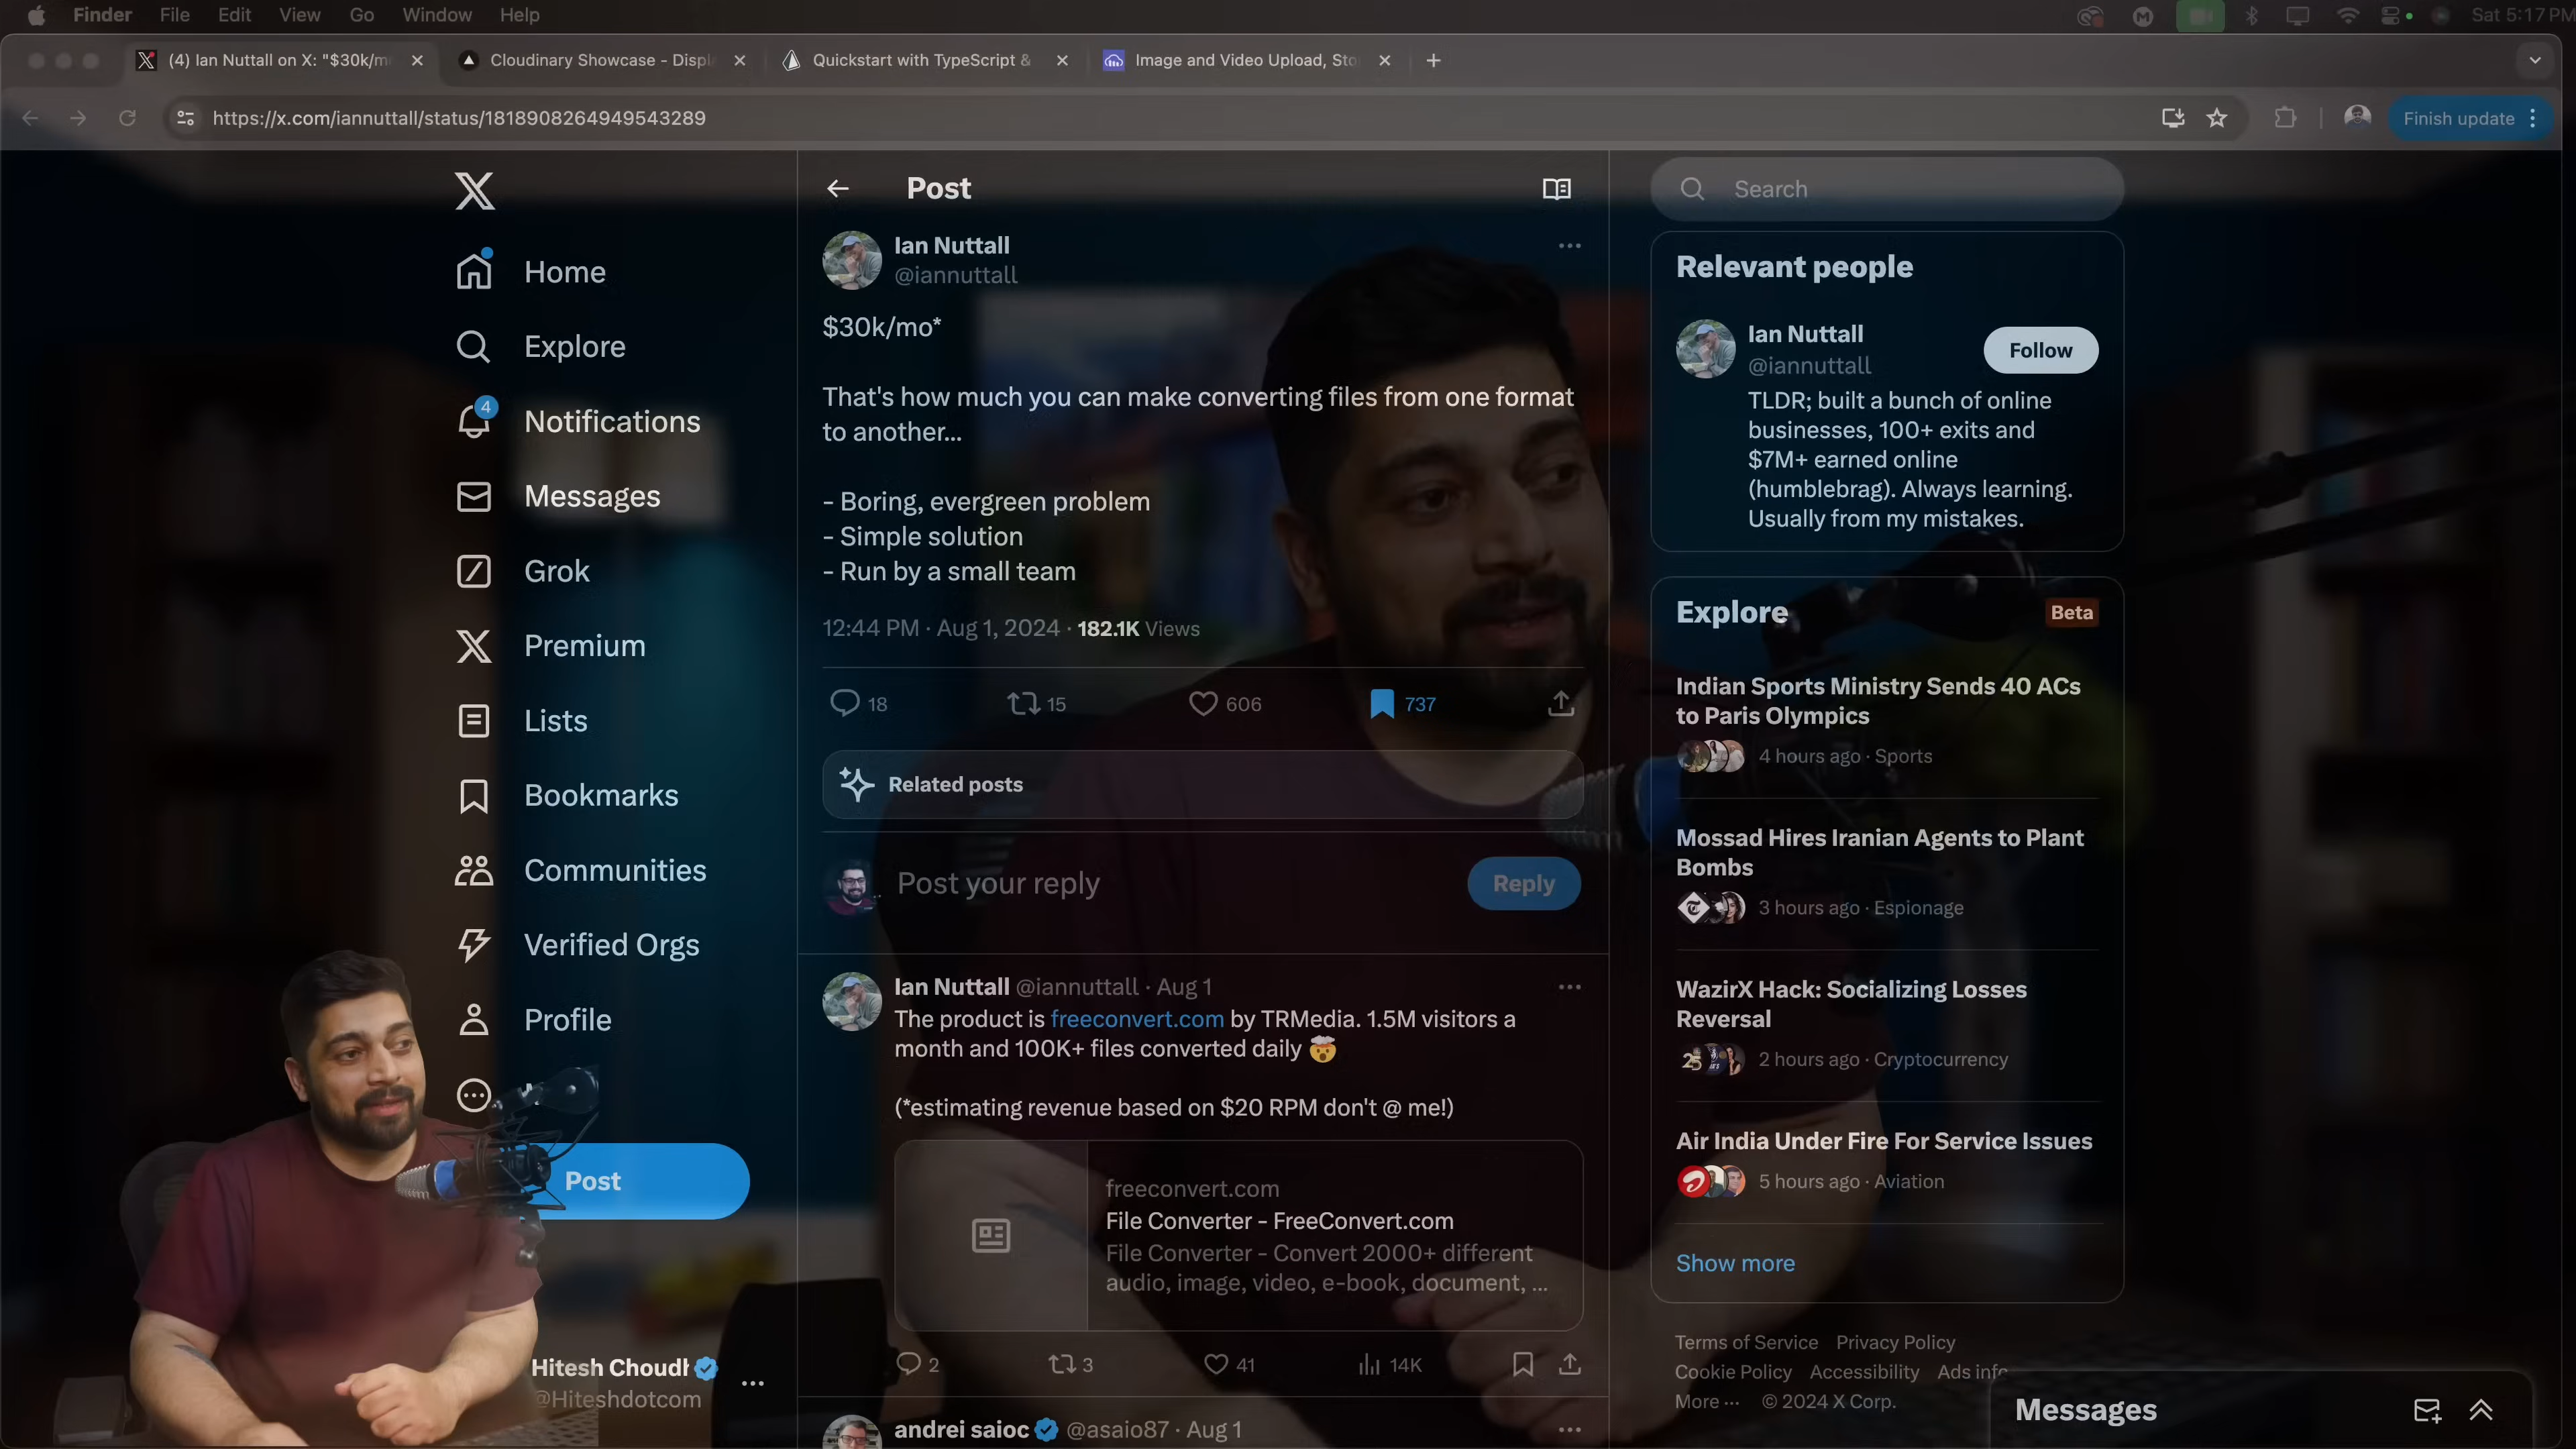 Finder File Edit View Go Window Help
Sat 5:17 PM
(4) Ian Nuttall on X: "$30k/m
Cloudinary Showcase - Displa
Quickstart with TypeScript &
Image and Video Upload, Sto
https://x.com/iannuttall/status/1818908264949543289
Finish update
Home
Explore
4
Notifications
Messages
Grok
Premium
Lists
Bookmarks
Communities
Verified Orgs
Profile
Post
Hitesh Choudh
@Hiteshdotcom
Post
Ian Nuttall
@iannuttall
$30k/mo*
That's how much you can make converting files from one format
to another...
- Boring, evergreen problem
- Simple solution
- Run by a small team
12:44 PM · Aug 1, 2024 · 182.1K Views
18 15 606 737
Related posts
Post your reply
Reply
Ian Nuttall @iannuttall · Aug 1
The product is freeconvert.com by TRMedia. 1.5M visitors a
month and 100K+ files converted daily 🤯
(*estimating revenue based on $20 RPM don't @ me!)
freeconvert.com
File Converter - FreeConvert.com
File Converter - Convert 2000+ different
audio, image, video, e-book, document, ...
2 3 41 14K
andrei saioc @asaio87 · Aug 1
Search
Relevant people
Ian Nuttall
@iannuttall
Follow
TLDR; built a bunch of online
businesses, 100+ exits and
$7M+ earned online
(humblebrag). Always learning.
Usually from my mistakes.
Explore
Beta
Indian Sports Ministry Sends 40 ACs
to Paris Olympics
4 hours ago · Sports
Mossad Hires Iranian Agents to Plant
Bombs
3 hours ago · Espionage
WazirX Hack: Socializing Losses
Reversal
2 hours ago · Cryptocurrency
Air India Under Fire For Service Issues
5 hours ago · Aviation
Show more
Terms of Service Privacy Policy
Cookie Policy Accessibility Ads info
More ··· © 2024 X Corp.
Messages